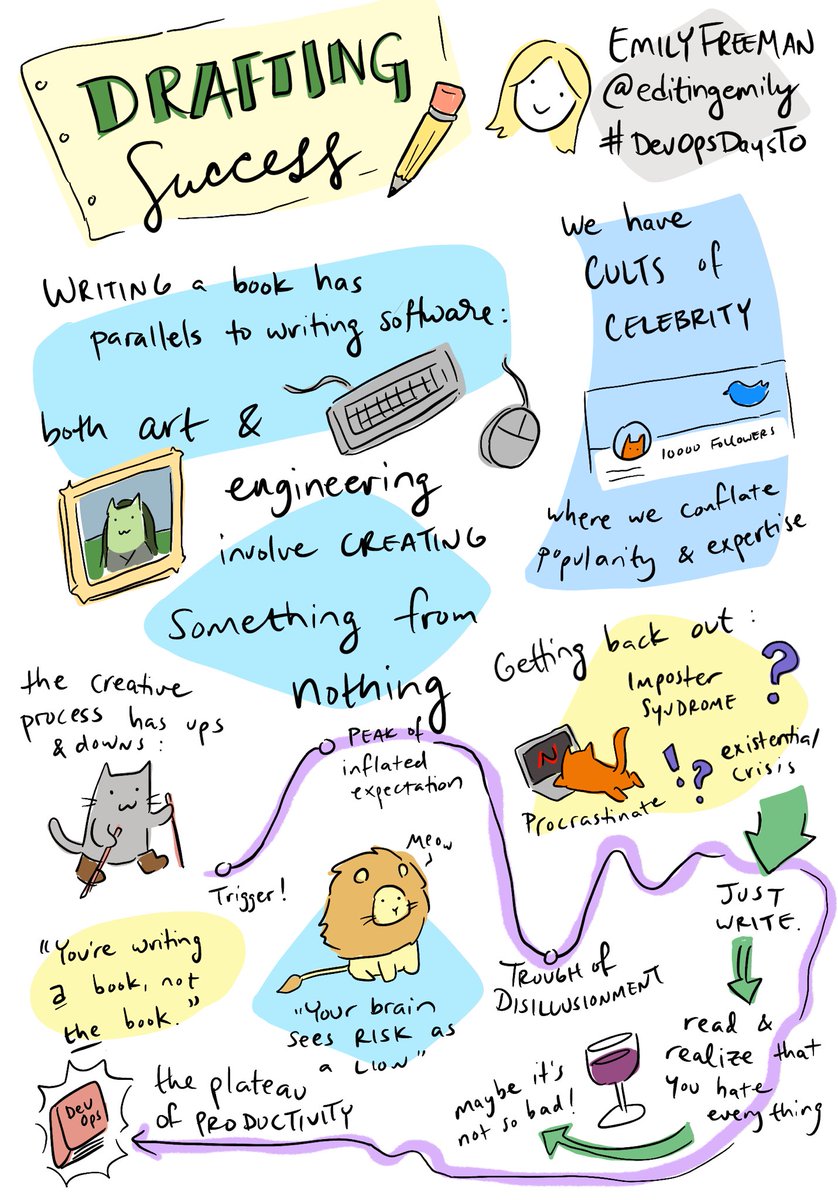 DRAFTING
Success
EMILY FREEMAN
@editingemily
#DevOpsDaysTO
WRITING a book has
parallels to writing software:
both art &
engineering
involve CREATING
Something from
nothing
We have
CULTS of
CELEBRITY
10000 FOLLOWERS
where we conflate
popularity & expertise
the creative
process has ups
& downs:
Trigger!
PEAK of
inflated
expectation
Getting back out:
IMPOSTER
SYNDROME ?
N
Procrastinate
!?
existential
crisis
TROUGH OF
DISILLUSIONMENT
JUST
WRITE.
read &
realize that
you hate
everything
maybe it's
not so bad!
"You're writing
a book, not
the book."
Meow
"Your brain
sees RISK as
a LION"
the plateau
of PRODUCTIVITY
Dev
Ops